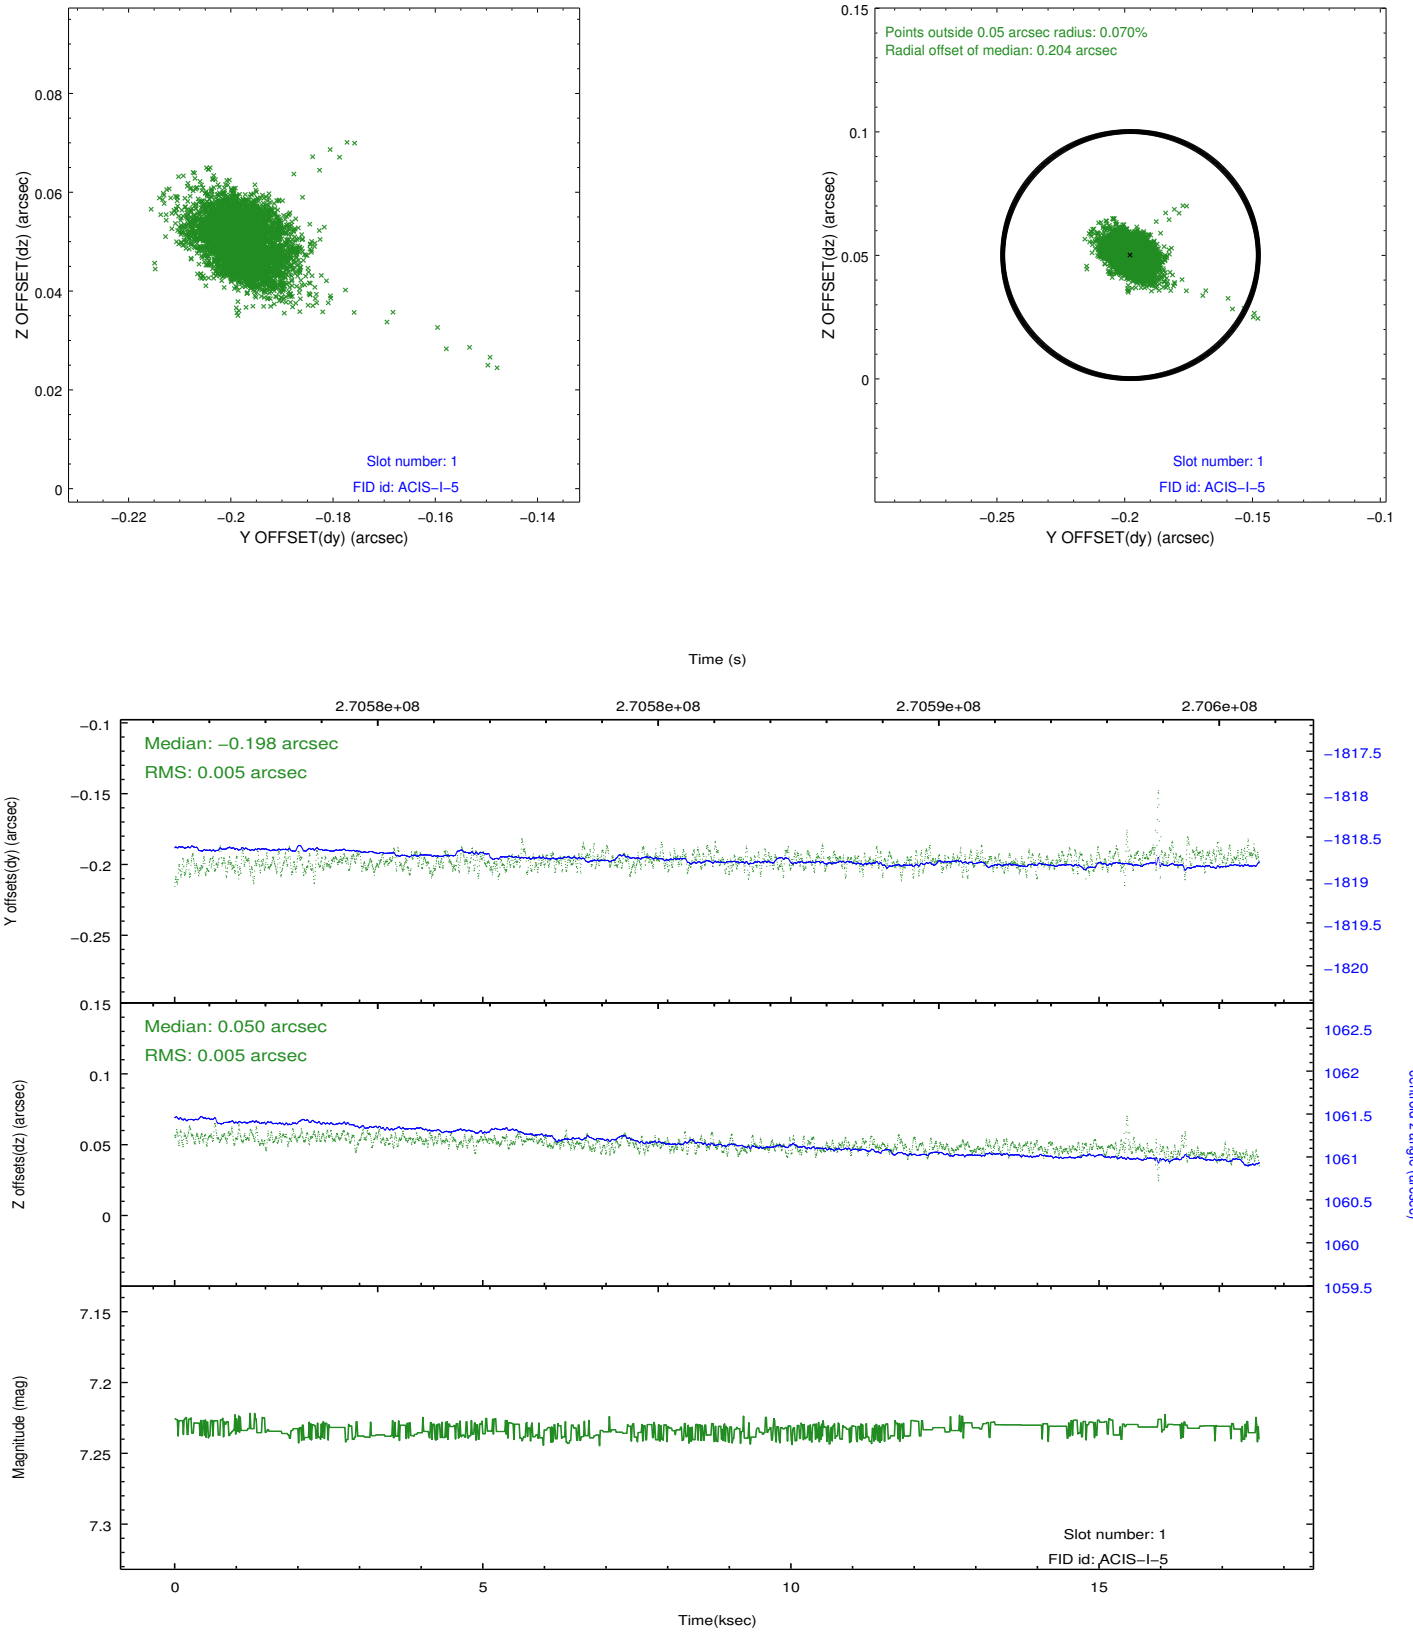 0.08
0.06
0.04
0.02
0
Z OFFSET(dz) (arcsec)
Slot number: 1
FID id: ACIS−I−5
−0.22 −0.2 −0.18 −0.16 −0.14
Y OFFSET(dy) (arcsec)
0.15
0.1
0.05
0
Z OFFSET(dz) (arcsec)
Points outside 0.05 arcsec radius: 0.070%
Radial offset of median: 0.204 arcsec
Slot number: 1
FID id: ACIS−I−5
−0.25 −0.2 −0.15 −0.1
Y OFFSET(dy) (arcsec)
Time (s)
2.7058e+08 2.7058e+08 2.7059e+08 2.706e+08
−0.1
−0.15
−0.2
−0.25
Y offsets(dy) (arcsec)
Median: −0.198 arcsec
RMS: 0.005 arcsec
−1817.5
−1818
−1818.5
−1819
−1819.5
−1820
0.15
0.1
0.05
0
Z offsets(dz) (arcsec)
Median: 0.050 arcsec
RMS: 0.005 arcsec
1062.5
1062
1061.5
1061
1060.5
1060
1059.5
angle (arcsec)
7.15
7.2
7.25
7.3
Magnitude (mag)
Slot number: 1
FID id: ACIS−I−5
0 5 10 15
Time(ksec)